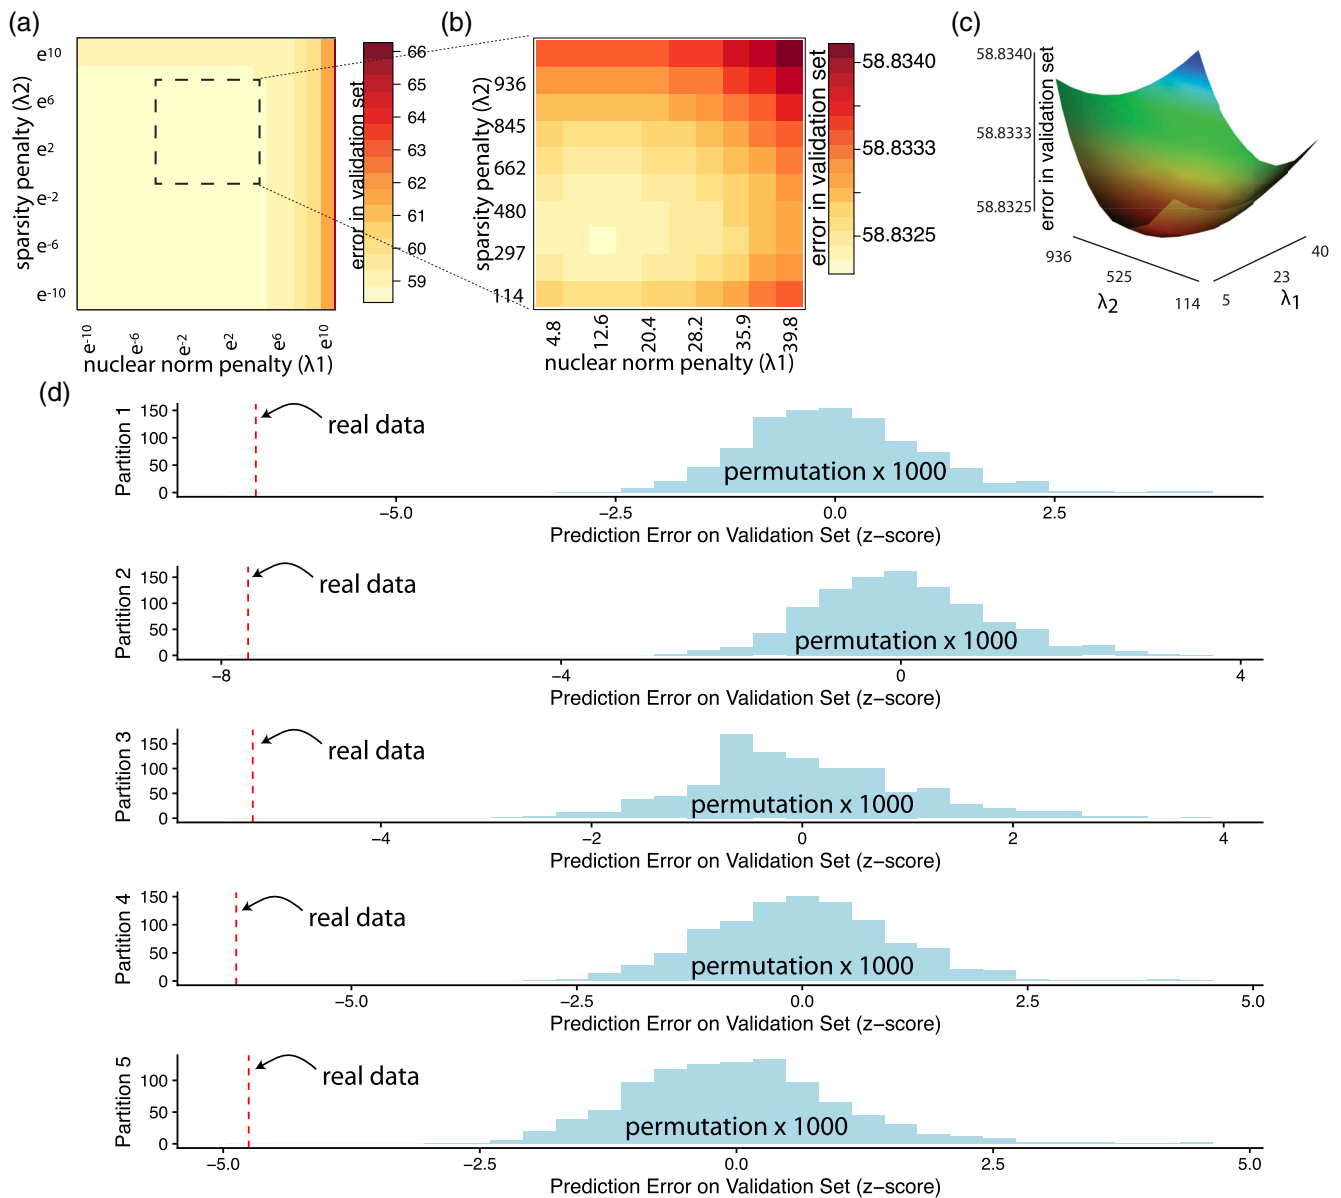 (a)
sparsity penalty (λ2)
e10
e6
e2
e-2
e-6
e-10
e-10
e-6
e-2
e2
e6
e10
nuclear norm penalty (λ1)
error in validation set
66
65
64
63
62
61
60
59
(b)
sparsity penalty (λ2)
936
845
662
480
297
114
4.8
12.6
20.4
28.2
35.9
39.8
nuclear norm penalty (λ1)
error in validation set
58.8340
58.8333
58.8325
(c)
error in validation set
58.8340
58.8333
58.8325
936
525
114
λ2
5
23
40
λ1
(d)
Partition 1
150
100
50
0
real data
permutation x 1000
−5.0
−2.5
0.0
2.5
Prediction Error on Validation Set (z−score)
Partition 2
150
100
50
0
real data
permutation x 1000
−8
−4
0
4
Prediction Error on Validation Set (z−score)
Partition 3
150
100
50
0
real data
permutation x 1000
−4
−2
0
2
4
Prediction Error on Validation Set (z−score)
Partition 4
150
100
50
0
real data
permutation x 1000
−5.0
−2.5
0.0
2.5
5.0
Prediction Error on Validation Set (z−score)
Partition 5
100
50
0
real data
permutation x 1000
−5.0
−2.5
0.0
2.5
5.0
Prediction Error on Validation Set (z−score)